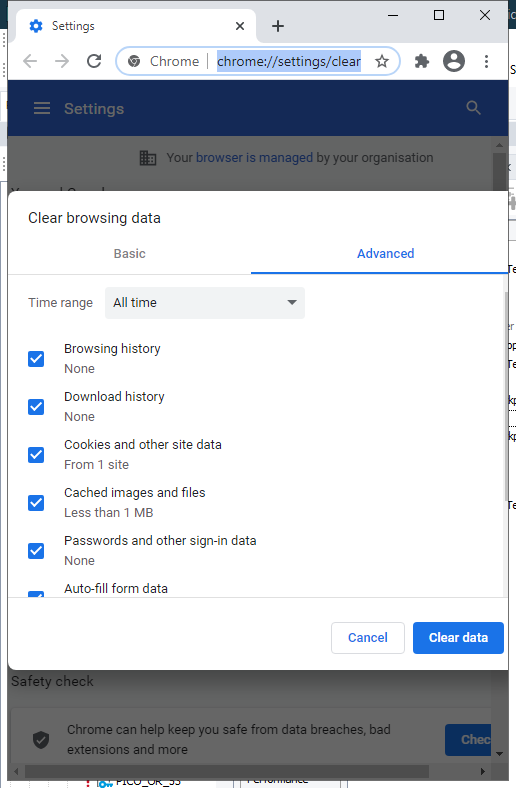 Settings
Chrome
chrome://settings/clear
Settings
Your browser is managed by your organisation
Clear browsing data
Basic
Advanced
Time range
All time
Browsing history
None
Download history
None
Cookies and other site data
From 1 site
Cached images and files
Less than 1 MB
Passwords and other sign-in data
None
Auto-fill form data
Cancel
Clear data
Safety check
Chrome can help keep you safe from data breaches, bad
extensions and more
Chec